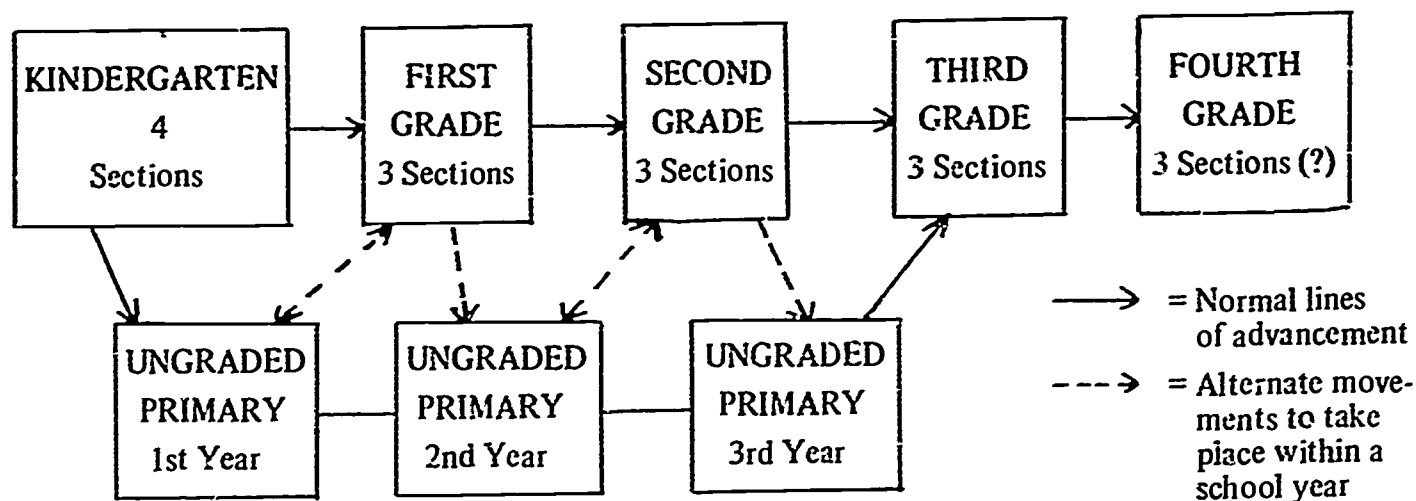 KINDERGARTEN
4
Sections
FIRST
GRADE
3 Sections
SECOND
GRADE
3 Sections
THIRD
GRADE
3 Sections
FOURTH
GRADE
3 Sections (?)
UNGRADED
PRIMARY
1st Year
UNGRADED
PRIMARY
2nd Year
UNGRADED
PRIMARY
3rd Year
= Normal lines
of advancement
= Alternate move-
ments to take
place within a
school year